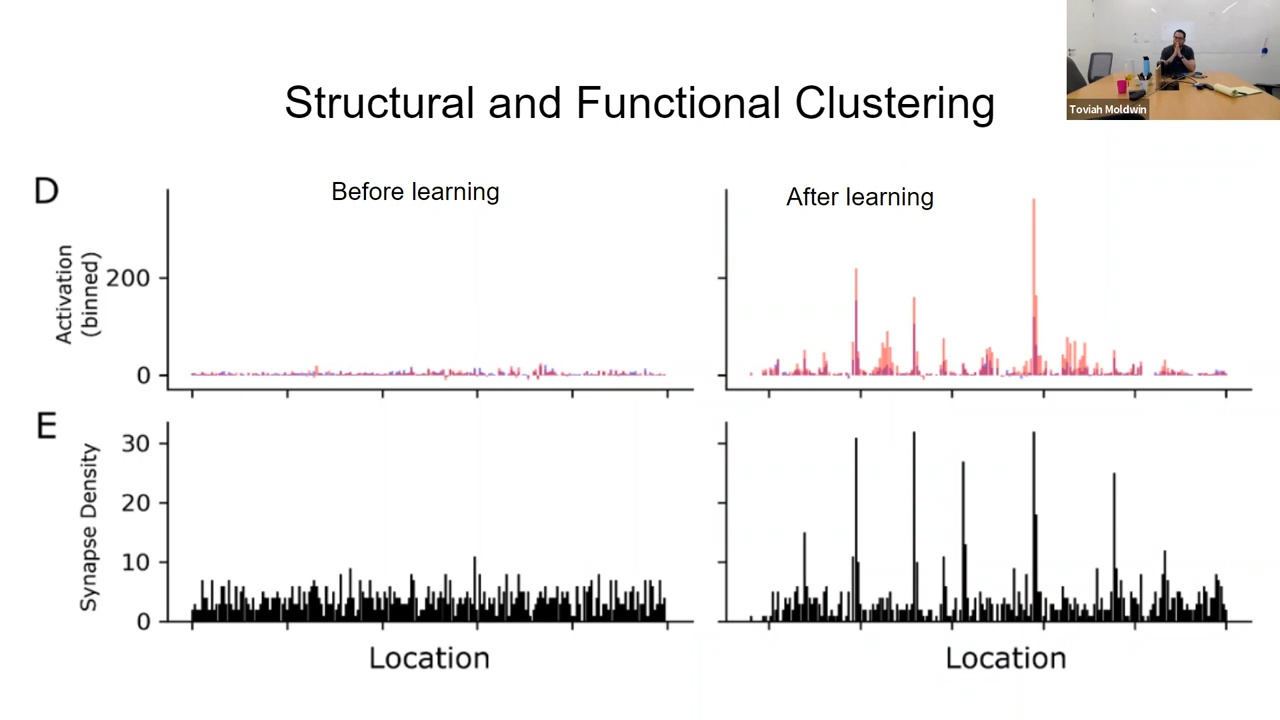 Structural and Functional Clustering
Toviah Moldwin
D
Before learning
After learning
Activation
(binned)
200
0
E
Synapse Density
30
20
10
0
Location
Location